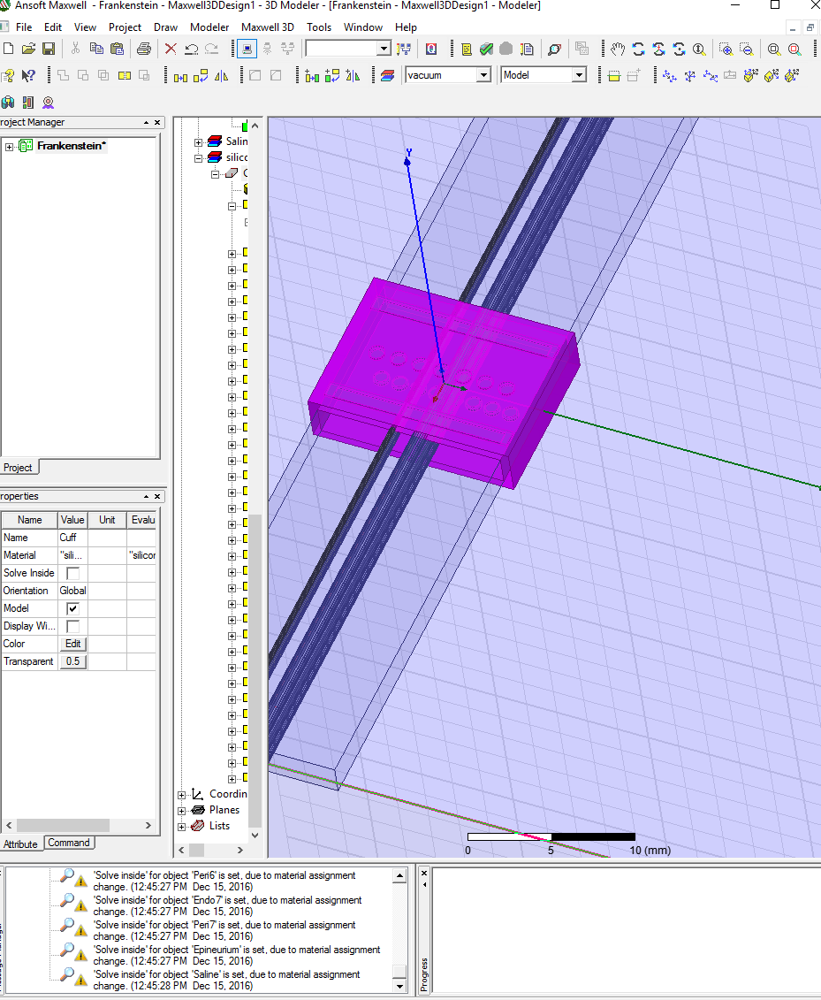 Ansoft Maxwell - Frankenstein - Maxwell3DDesign1 - 3D Modeler - [Frankenstein - Maxwell3DDesign1 - Modeler]
File Edit View Project Draw Modeler Maxwell 3D Tools Window Help
vacuum Model
roject Manager
Frankenstein*
Project
roperties
Name Value Unit Evalu
Name Cuff
Material "sili... "silicor
Solve Inside
Orientation Global
Model
Display Wi...
Color Edit
Transparent 0.5
Attribute Command
Salin
silico
Coordin
Planes
Lists
Y
0 5 10 (mm)
'Solve inside' for object 'Peri6' is set, due to material assignment
change. (12:45:27 PM Dec 15, 2016)
'Solve inside' for object 'Endo7' is set, due to material assignment
change. (12:45:27 PM Dec 15, 2016)
'Solve inside' for object 'Peri7' is set, due to material assignment
change. (12:45:27 PM Dec 15, 2016)
'Solve inside' for object 'Epineurium' is set, due to material assignment
change. (12:45:27 PM Dec 15, 2016)
'Solve inside' for object 'Saline' is set, due to material assignment
change. (12:45:28 PM Dec 15, 2016)
Progress